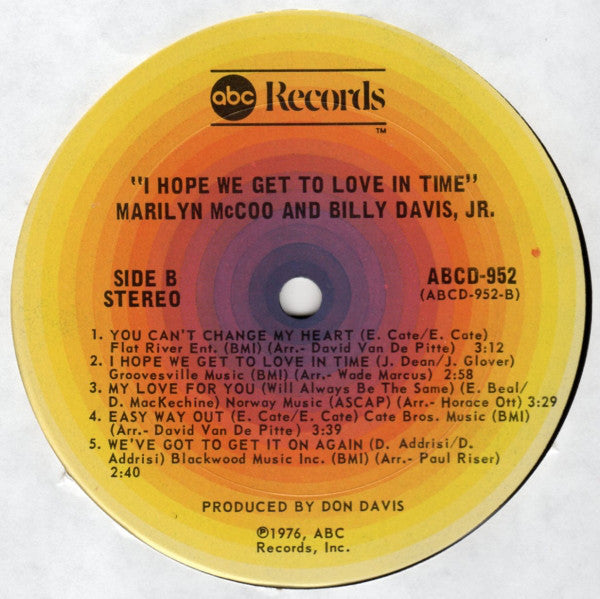 abc Records
TM
"I HOPE WE GET TO LOVE IN TIME"
MARILYN McCOO AND BILLY DAVIS, JR.
SIDE B
STEREO
ABCD-952
(ABCD-952-B)
1. YOU CAN'T CHANGE MY HEART (E. Cate/E. Cate)
Flat River Ent. (BMI) (Arr.- David Van De Pitte) 3:12
2. I HOPE WE GET TO LOVE IN TIME (J. Dean/J. Glover)
Groovesville Music (BMI) (Arr.- Wade Marcus) 2:58
3. MY LOVE FOR YOU (Will Always Be The Same) (E. Beal/
D. MacKechine) Norway Music (ASCAP) (Arr.- Horace Ott) 3:29
4. EASY WAY OUT (E. Cate/E. Cate) Cate Bros. Music (BMI)
(Arr.- David Van De Pitte) 3:39
5. WE'VE GOT TO GET IT ON AGAIN (D. Addrisi/D.
Addrisi) Blackwood Music Inc. (BMI) (Arr.- Paul Riser)
2:40
PRODUCED BY DON DAVIS
℗1976, ABC
Records, Inc.